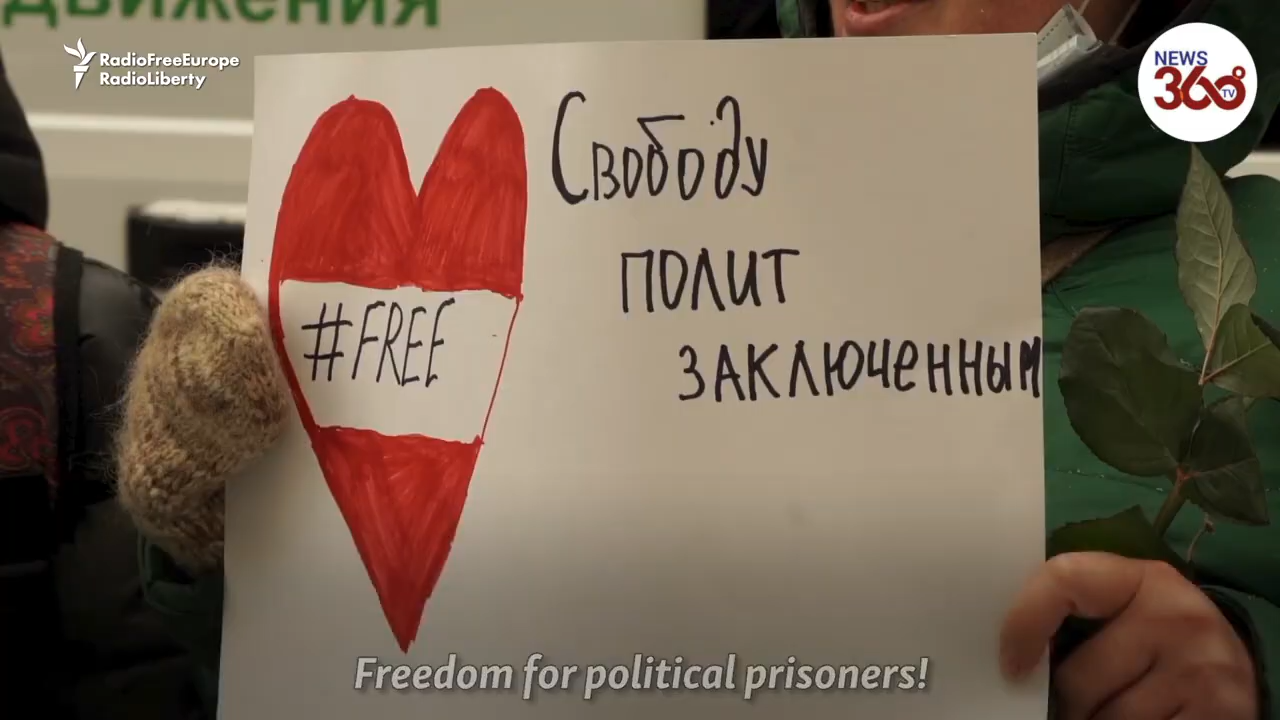 движения
RadioFreeEurope
RadioLiberty
NEWS
360
TV
Свободу
полит
заключенным
#FREE
Freedom for political prisoners!